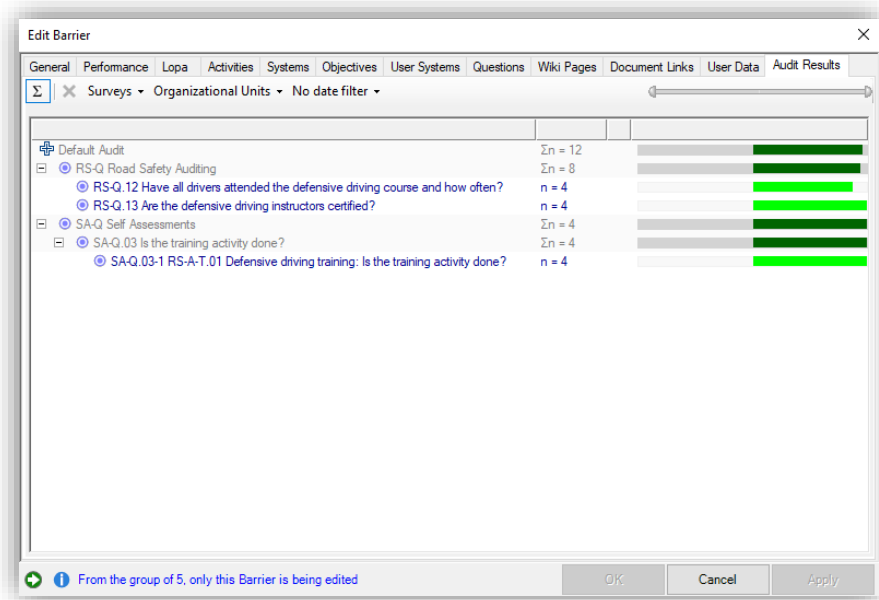 Edit Barrier
General Performance Lopa Activities Systems Objectives User Systems Questions Wiki Pages Document Links User Data Audit Results
Σ Surveys Organizational Units No date filter
Default Audit Σn = 12
RS-Q Road Safety Auditing Σn = 8
RS-Q.12 Have all drivers attended the defensive driving course and how often? n = 4
RS-Q.13 Are the defensive driving instructors certified? n = 4
SA-Q Self Assessments Σn = 4
SA-Q.03 Is the training activity done? Σn = 4
SA-Q.03-1 RS-A-T.01 Defensive driving training: Is the training activity done? n = 4
From the group of 5, only this Barrier is being edited OK Cancel Apply